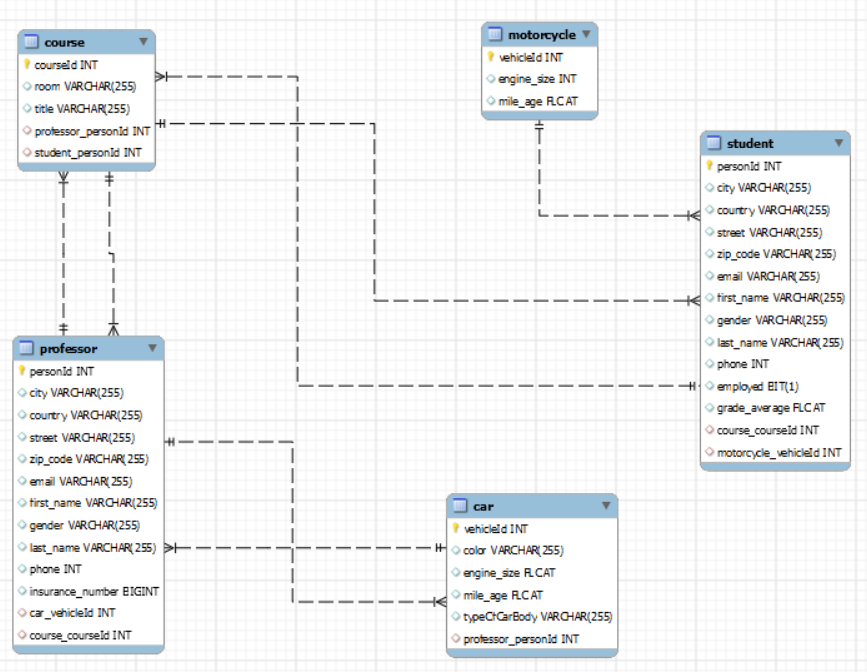 course
courseId INT
room VARCHAR(255)
title VARCHAR(255)
professor_personId INT
student_personId INT
motorcycle
vehicleId INT
engine_size INT
mile_age FLOAT
student
personId INT
city VARCHAR(255)
country VARCHAR(255)
street VARCHAR(255)
zip_code VARCHAR(255)
email VARCHAR(255)
first_name VARCHAR(255)
gender VARCHAR(255)
last_name VARCHAR(255)
phone INT
employed BIT(1)
grade_average FLOAT
course_courseId INT
motorcycle_vehicleId INT
professor
personId INT
city VARCHAR(255)
country VARCHAR(255)
street VARCHAR(255)
zip_code VARCHAR(255)
email VARCHAR(255)
first_name VARCHAR(255)
gender VARCHAR(255)
last_name VARCHAR(255)
phone INT
insurance_number BIGINT
car_vehicleId INT
course_courseId INT
car
vehicleId INT
color VARCHAR(255)
engine_size FLOAT
mile_age FLOAT
typeOfCarBody VARCHAR(255)
professor_personId INT